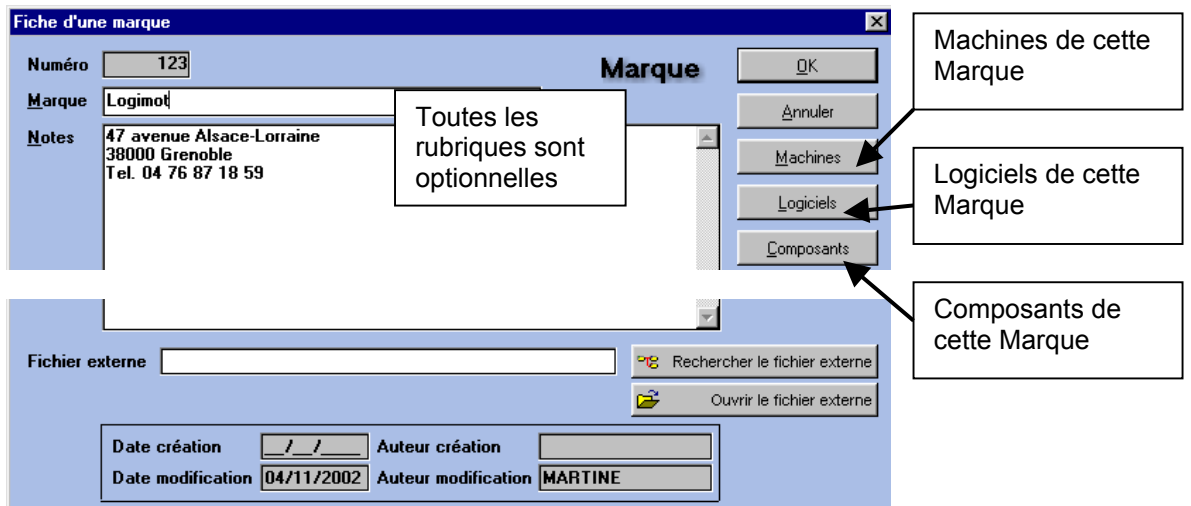 Fiche d'une marque
Numéro 123
Marque
OK
Marque Logimot
Annuler
Notes 47 avenue Alsace-Lorraine
38000 Grenoble
Tel. 04 76 87 18 59
Toutes les
rubriques sont
optionnelles
Machines
Logiciels
Composants
Machines de cette
Marque
Logiciels de cette
Marque
Composants de
cette Marque
Fichier externe
Rechercher le fichier externe
Ouvrir le fichier externe
Date création __/__/____ Auteur création
Date modification 04/11/2002 Auteur modification MARTINE